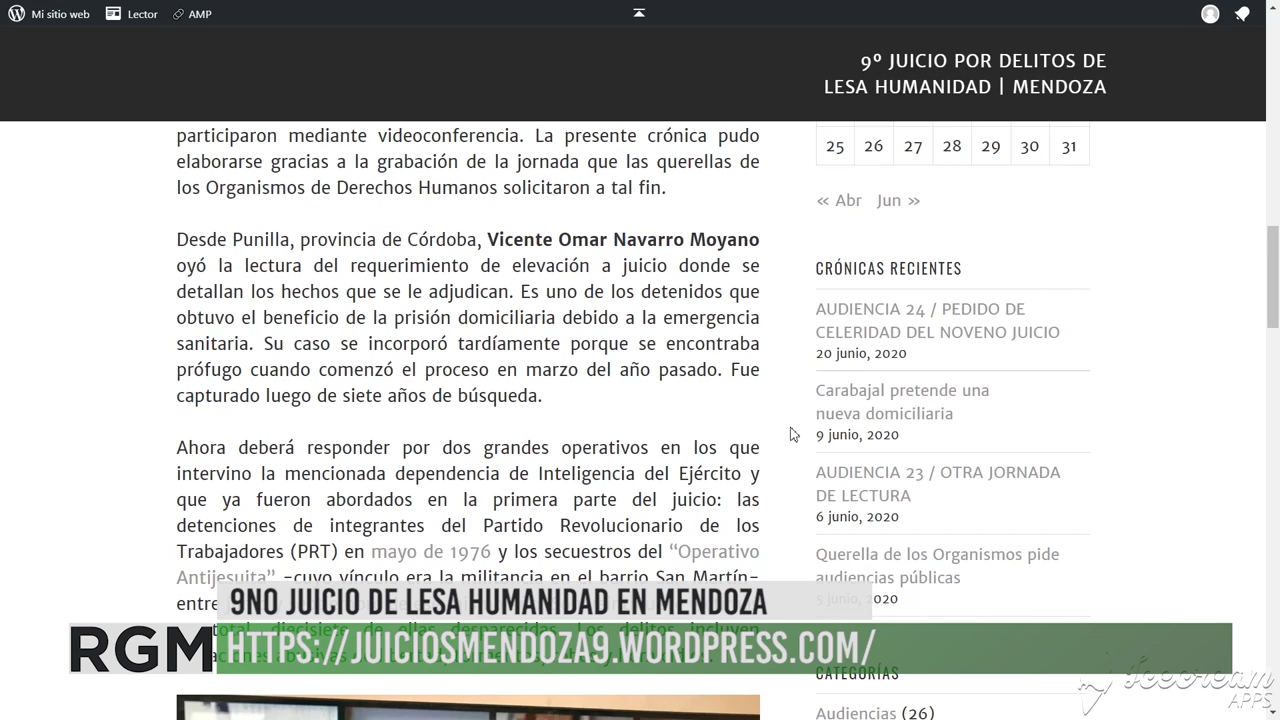 Mi sitio web
Lector
AMP
9º JUICIO POR DELITOS DE
LESA HUMANIDAD | MENDOZA
participaron mediante videoconferencia. La presente crónica pudo
elaborarse gracias a la grabación de la jornada que las querellas de
los Organismos de Derechos Humanos solicitaron a tal fin.
Desde Punilla, provincia de Córdoba, Vicente Omar Navarro Moyano
oyó la lectura del requerimiento de elevación a juicio donde se
detallan los hechos que se le adjudican. Es uno de los detenidos que
obtuvo el beneficio de la prisión domiciliaria debido a la emergencia
sanitaria. Su caso se incorporó tardíamente porque se encontraba
prófugo cuando comenzó el proceso en marzo del año pasado. Fue
capturado luego de siete años de búsqueda.
Ahora deberá responder por dos grandes operativos en los que
intervino la mencionada dependencia de Inteligencia del Ejército y
que ya fueron abordados en la primera parte del juicio: las
detenciones de integrantes del Partido Revolucionario de los
Trabajadores (PRT) en mayo de 1976 y los secuestros del “Operativo
Antijesuita” -cuyo vínculo era la militancia en el barrio San Martín-
entre
total, diecisiete de ellas desaparecidas. Los delitos incluyen
25 26 27 28 29 30 31
« Abr Jun »
CRÓNICAS RECIENTES
AUDIENCIA 24 / PEDIDO DE
CELERIDAD DEL NOVENO JUICIO
20 junio, 2020
Carabajal pretende una
nueva domiciliaria
9 junio, 2020
AUDIENCIA 23 / OTRA JORNADA
DE LECTURA
6 junio, 2020
Querella de los Organismos pide
audiencias públicas
5 junio, 2020
CATEGORÍAS
Audiencias (26)
9NO JUICIO DE LESA HUMANIDAD EN MENDOZA
RGM
HTTPS://JUICIOSMENDOZA9.WORDPRESS.COM/
Icecream
APPS